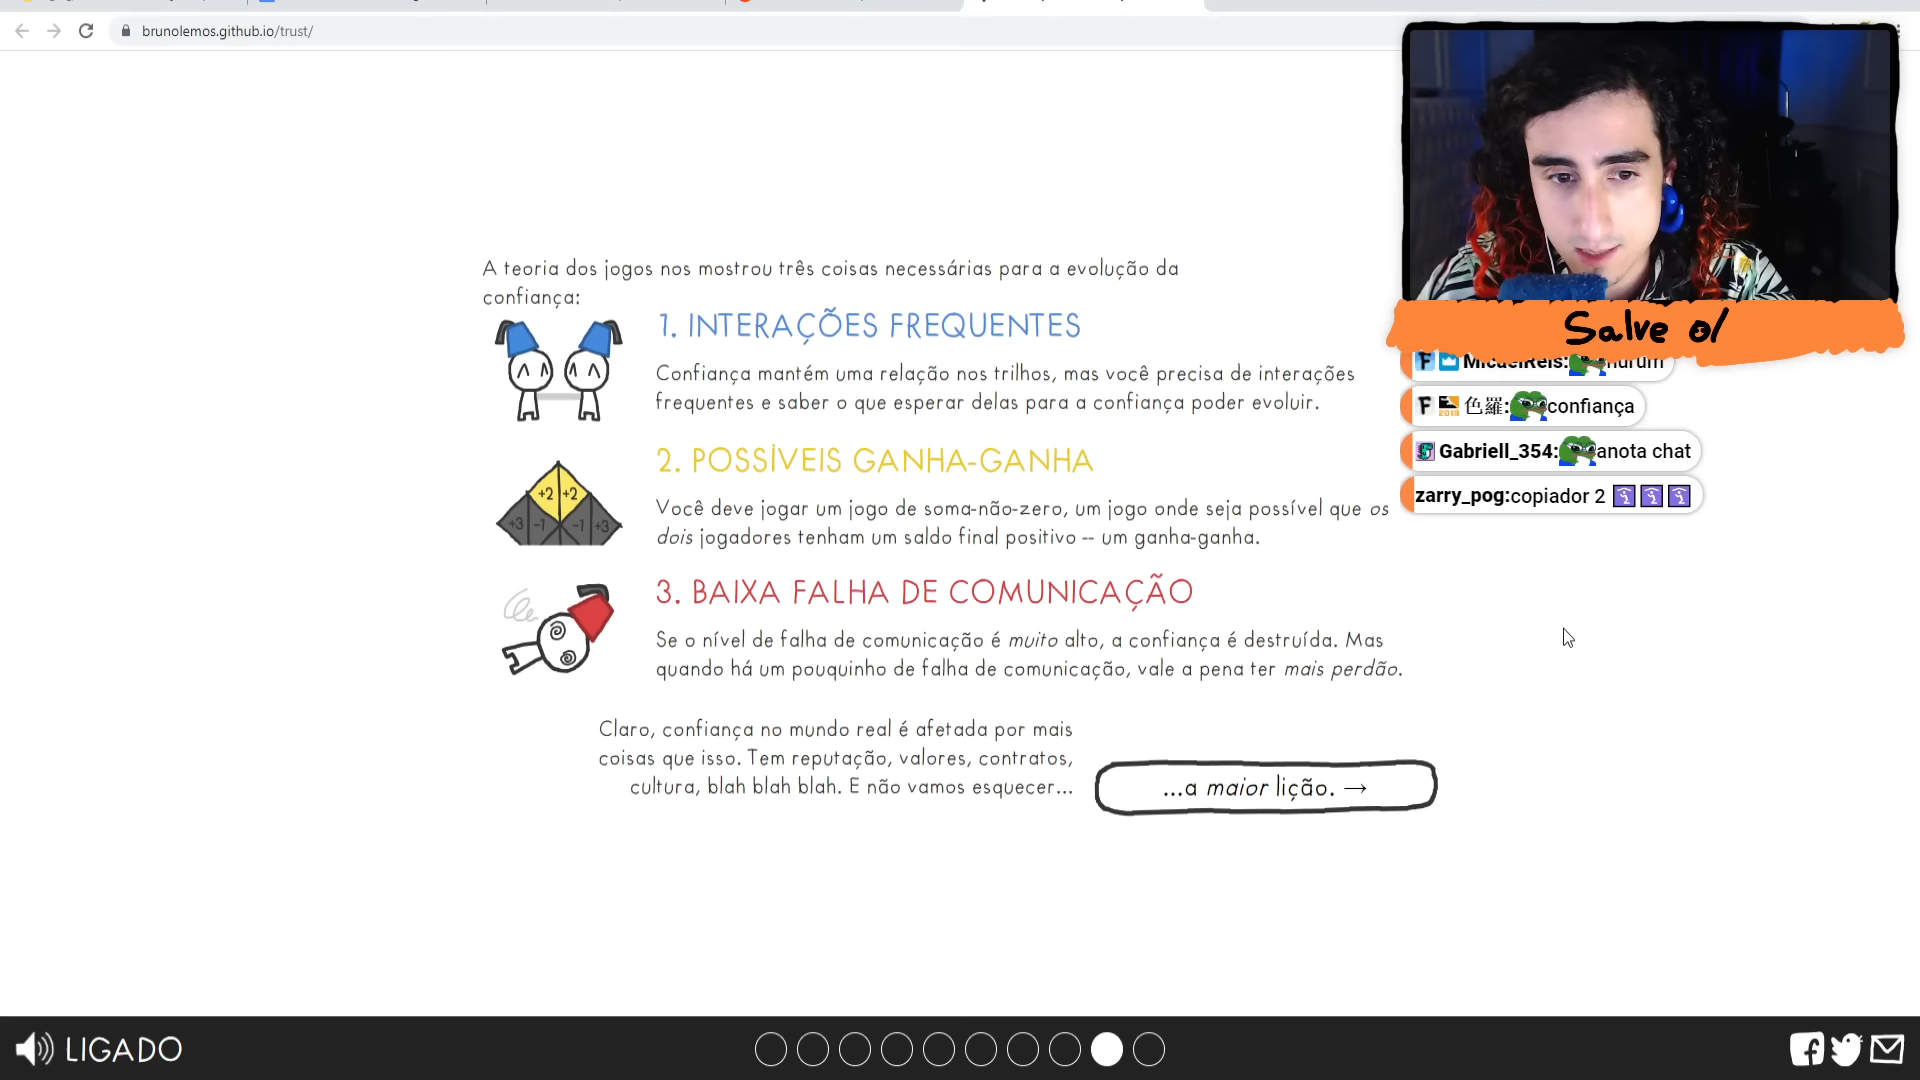 brunolemos.github.io/trust/
A teoria dos jogos nos mostrou três coisas necessárias para a evolução da
confiança:
1. INTERAÇÕES FREQUENTES
Confiança mantém uma relação nos trilhos, mas você precisa de interações
frequentes e saber o que esperar delas para a confiança poder evoluir.
+2 +2
+3 -1 -1 +3
2. POSSÍVEIS GANHA-GANHA
Você deve jogar um jogo de soma-não-zero, um jogo onde seja possível que os
dois jogadores tenham um saldo final positivo -- um ganha-ganha.
3. BAIXA FALHA DE COMUNICAÇÃO
Se o nível de falha de comunicação é muito alto, a confiança é destruída. Mas
quando há um pouquinho de falha de comunicação, vale a pena ter mais perdão.
Claro, confiança no mundo real é afetada por mais
coisas que isso. Tem reputação, valores, contratos,
cultura, blah blah blah. E não vamos esquecer...
...a maior lição. →
Salve o/
MicaelReis: hurum
色羅: confiança
Gabriell_354: anota chat
zarry_pog: copiador 2
LIGADO